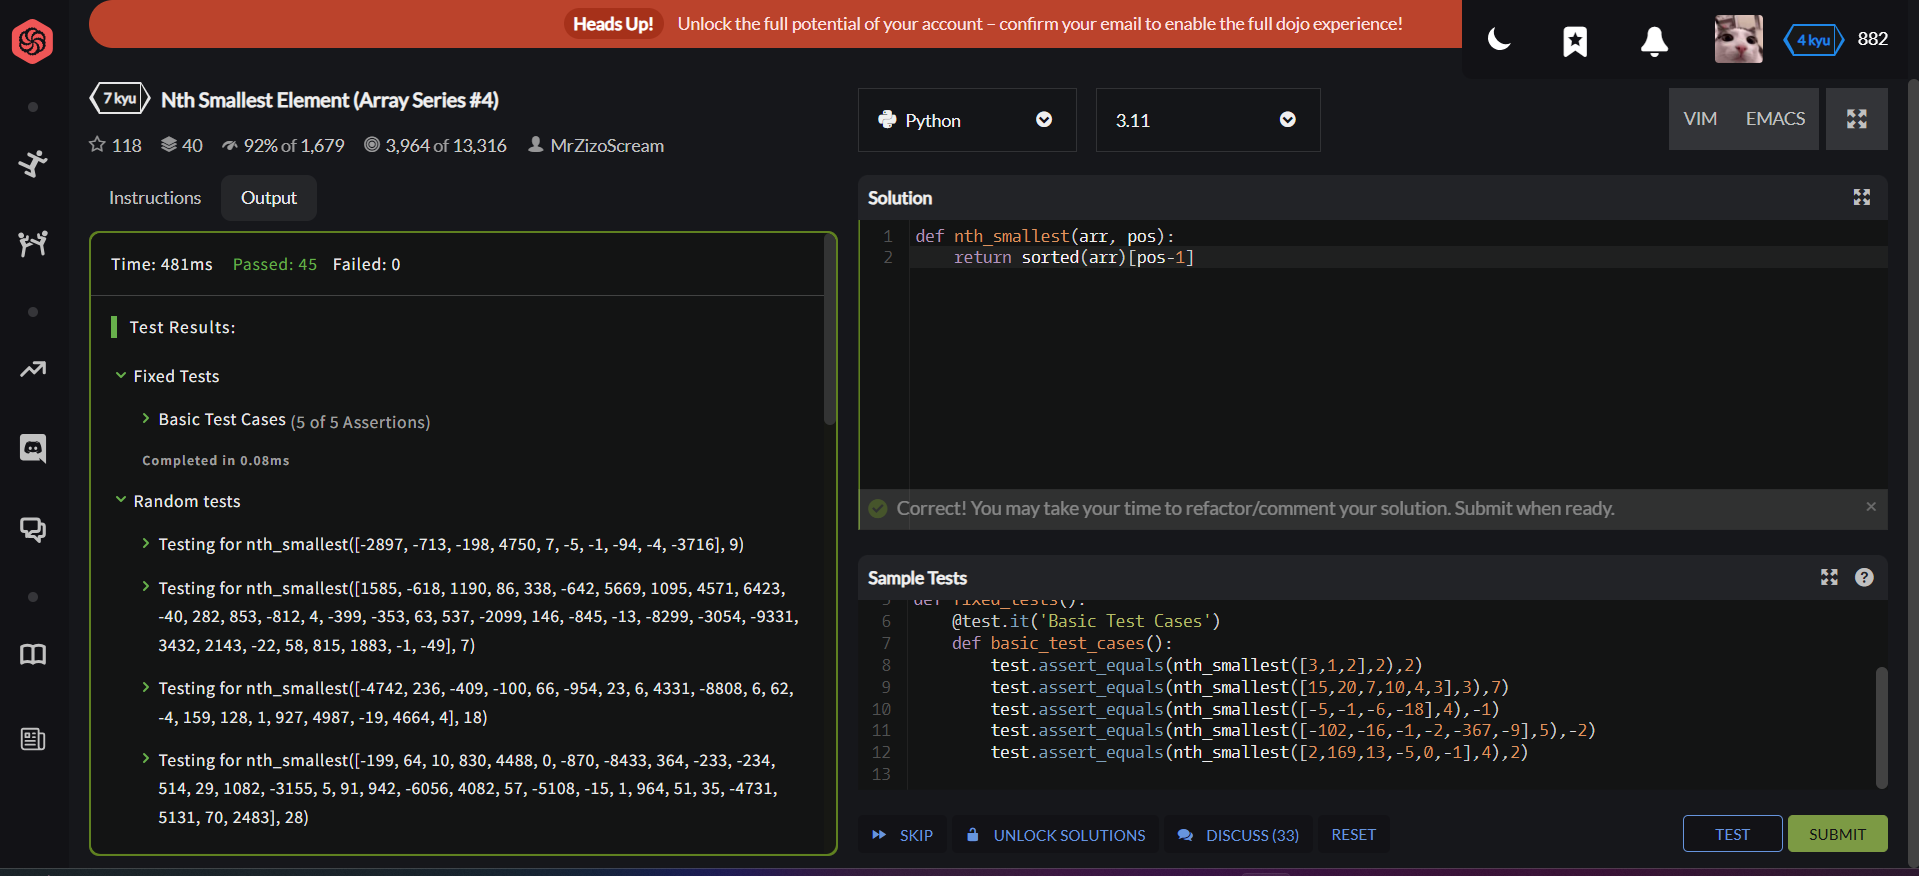 Heads Up! Unlock the full potential of your account – confirm your email to enable the full dojo experience!
4 kyu 882
7 kyu Nth Smallest Element (Array Series #4)
118 40 92% of 1,679 3,964 of 13,316 MrZizoScream
Instructions Output
Time: 481ms Passed: 45 Failed: 0
Test Results:
Fixed Tests
Basic Test Cases (5 of 5 Assertions)
Completed in 0.08ms
Random tests
Testing for nth_smallest([-2897, -713, -198, 4750, 7, -5, -1, -94, -4, -3716], 9)
Testing for nth_smallest([1585, -618, 1190, 86, 338, -642, 5669, 1095, 4571, 6423,
-40, 282, 853, -812, 4, -399, -353, 63, 537, -2099, 146, -845, -13, -8299, -3054, -9331,
3432, 2143, -22, 58, 815, 1883, -1, -49], 7)
Testing for nth_smallest([-4742, 236, -409, -100, 66, -954, 23, 6, 4331, -8808, 6, 62,
-4, 159, 128, 1, 927, 4987, -19, 4664, 4], 18)
Testing for nth_smallest([-199, 64, 10, 830, 4488, 0, -870, -8433, 364, -233, -234,
514, 29, 1082, -3155, 5, 91, 942, -6056, 4082, 57, -5108, -15, 1, 964, 51, 35, -4731,
5131, 70, 2483], 28)
Python 3.11 VIM EMACS
Solution
1 def nth_smallest(arr, pos):
2 return sorted(arr)[pos-1]
Correct! You may take your time to refactor/comment your solution. Submit when ready.
Sample Tests
5 def fixed_tests():
6 @test.it('Basic Test Cases')
7 def basic_test_cases():
8 test.assert_equals(nth_smallest([3,1,2],2),2)
9 test.assert_equals(nth_smallest([15,20,7,10,4,3],3),7)
10 test.assert_equals(nth_smallest([-5,-1,-6,-18],4),-1)
11 test.assert_equals(nth_smallest([-102,-16,-1,-2,-367,-9],5),-2)
12 test.assert_equals(nth_smallest([2,169,13,-5,0,-1],4),2)
13
SKIP UNLOCK SOLUTIONS DISCUSS (33) RESET TEST SUBMIT